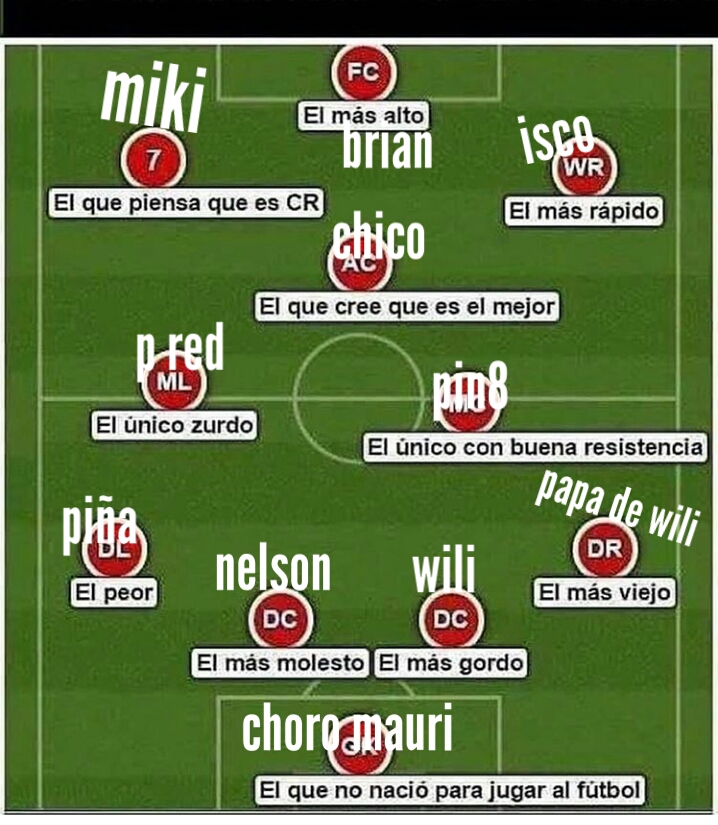 miki
FC
El más alto
brian
isco
7
WR
El que piensa que es CR
El más rápido
chico
AC
El que cree que es el mejor
p red
ML
El único zurdo
pin8
MC
El único con buena resistencia
papa de wili
piña
DL
El peor
DR
El más viejo
nelson
DC
El más molesto
wili
DC
El más gordo
choro mauri
GK
El que no nació para jugar al fútbol